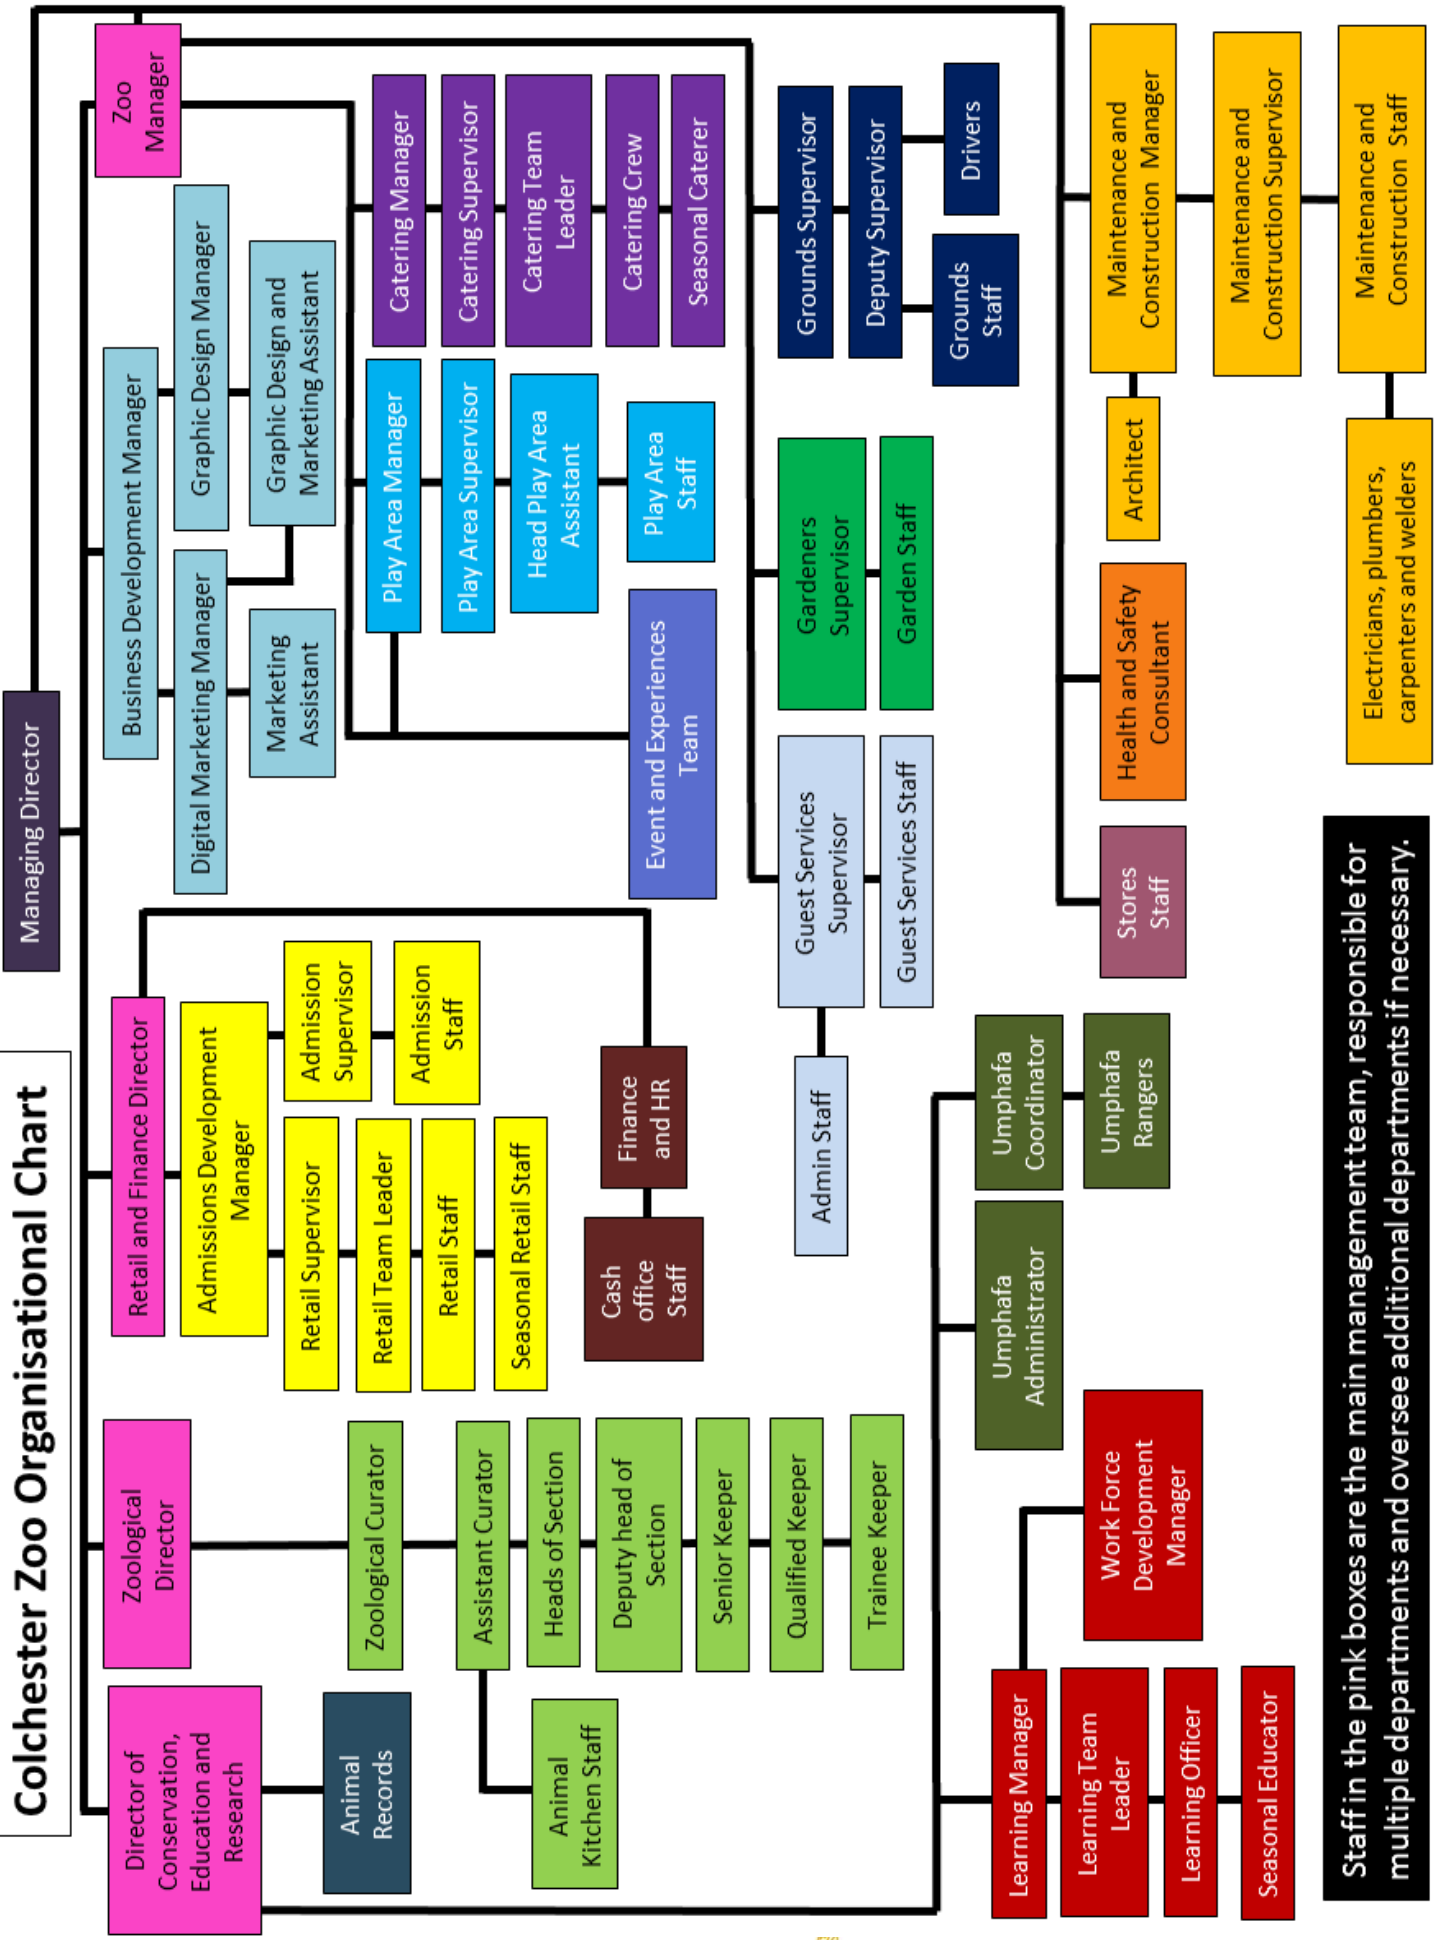 Colchester Zoo Organisational Chart
Managing Director
Director of
Conservation,
Education and
Research
Zoological
Director
Retail and Finance Director
Business Development Manager
Zoo
Manager
Animal
Records
Zoological Curator
Assistant Curator
Heads of Section
Deputy head of
Section
Senior Keeper
Qualified Keeper
Trainee Keeper
Animal
Kitchen Staff
Admissions Development
Manager
Retail Supervisor
Retail Team Leader
Retail Staff
Seasonal Retail Staff
Admission
Supervisor
Admission
Staff
Cash
office
Staff
Finance
and HR
Digital Marketing Manager
Graphic Design Manager
Marketing
Assistant
Graphic Design and
Marketing Assistant
Event and Experiences
Team
Play Area Manager
Play Area Supervisor
Head Play Area
Assistant
Play Area
Staff
Catering Manager
Catering Supervisor
Catering Team
Leader
Catering Crew
Seasonal Caterer
Admin Staff
Guest Services
Supervisor
Guest Services Staff
Gardeners
Supervisor
Garden Staff
Grounds Supervisor
Deputy Supervisor
Grounds
Staff
Drivers
Learning Manager
Learning Team
Leader
Learning Officer
Seasonal Educator
Work Force
Development
Manager
Umphafa
Administrator
Umphafa
Coordinator
Umphafa
Rangers
Stores
Staff
Health and Safety
Consultant
Architect
Maintenance and
Construction Manager
Maintenance and
Construction Supervisor
Maintenance and
Construction Staff
Electricians, plumbers,
carpenters and welders
Staff in the pink boxes are the main management team, responsible for
multiple departments and oversee additional departments if necessary.